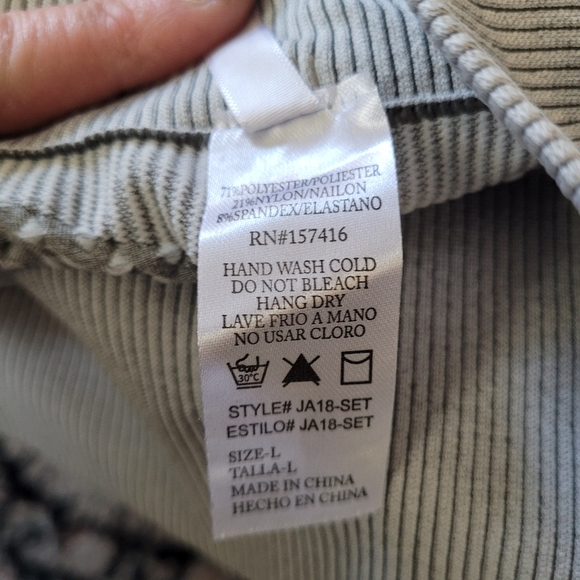 71%POLYESTER/POLIESTER
21%NYLON/NAILON
8%SPANDEX/ELASTANO
RN#157416
HAND WASH COLD
DO NOT BLEACH
HANG DRY
LAVE FRIO A MANO
NO USAR CLORO
30°C
STYLE# JA18-SET
ESTILO# JA18-SET
SIZE-L
TALLA-L
MADE IN CHINA
HECHO EN CHINA